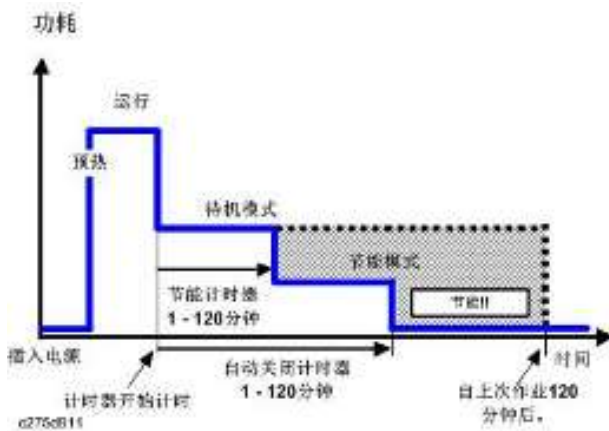 功耗
运行
预热
待机模式
节能模式
节能计时器
1 - 120分钟
节能!!
插入电源
时间
自动关闭计时器
1 - 120分钟
计时器开始计时
自上次作业120
分钟后。
d275d811